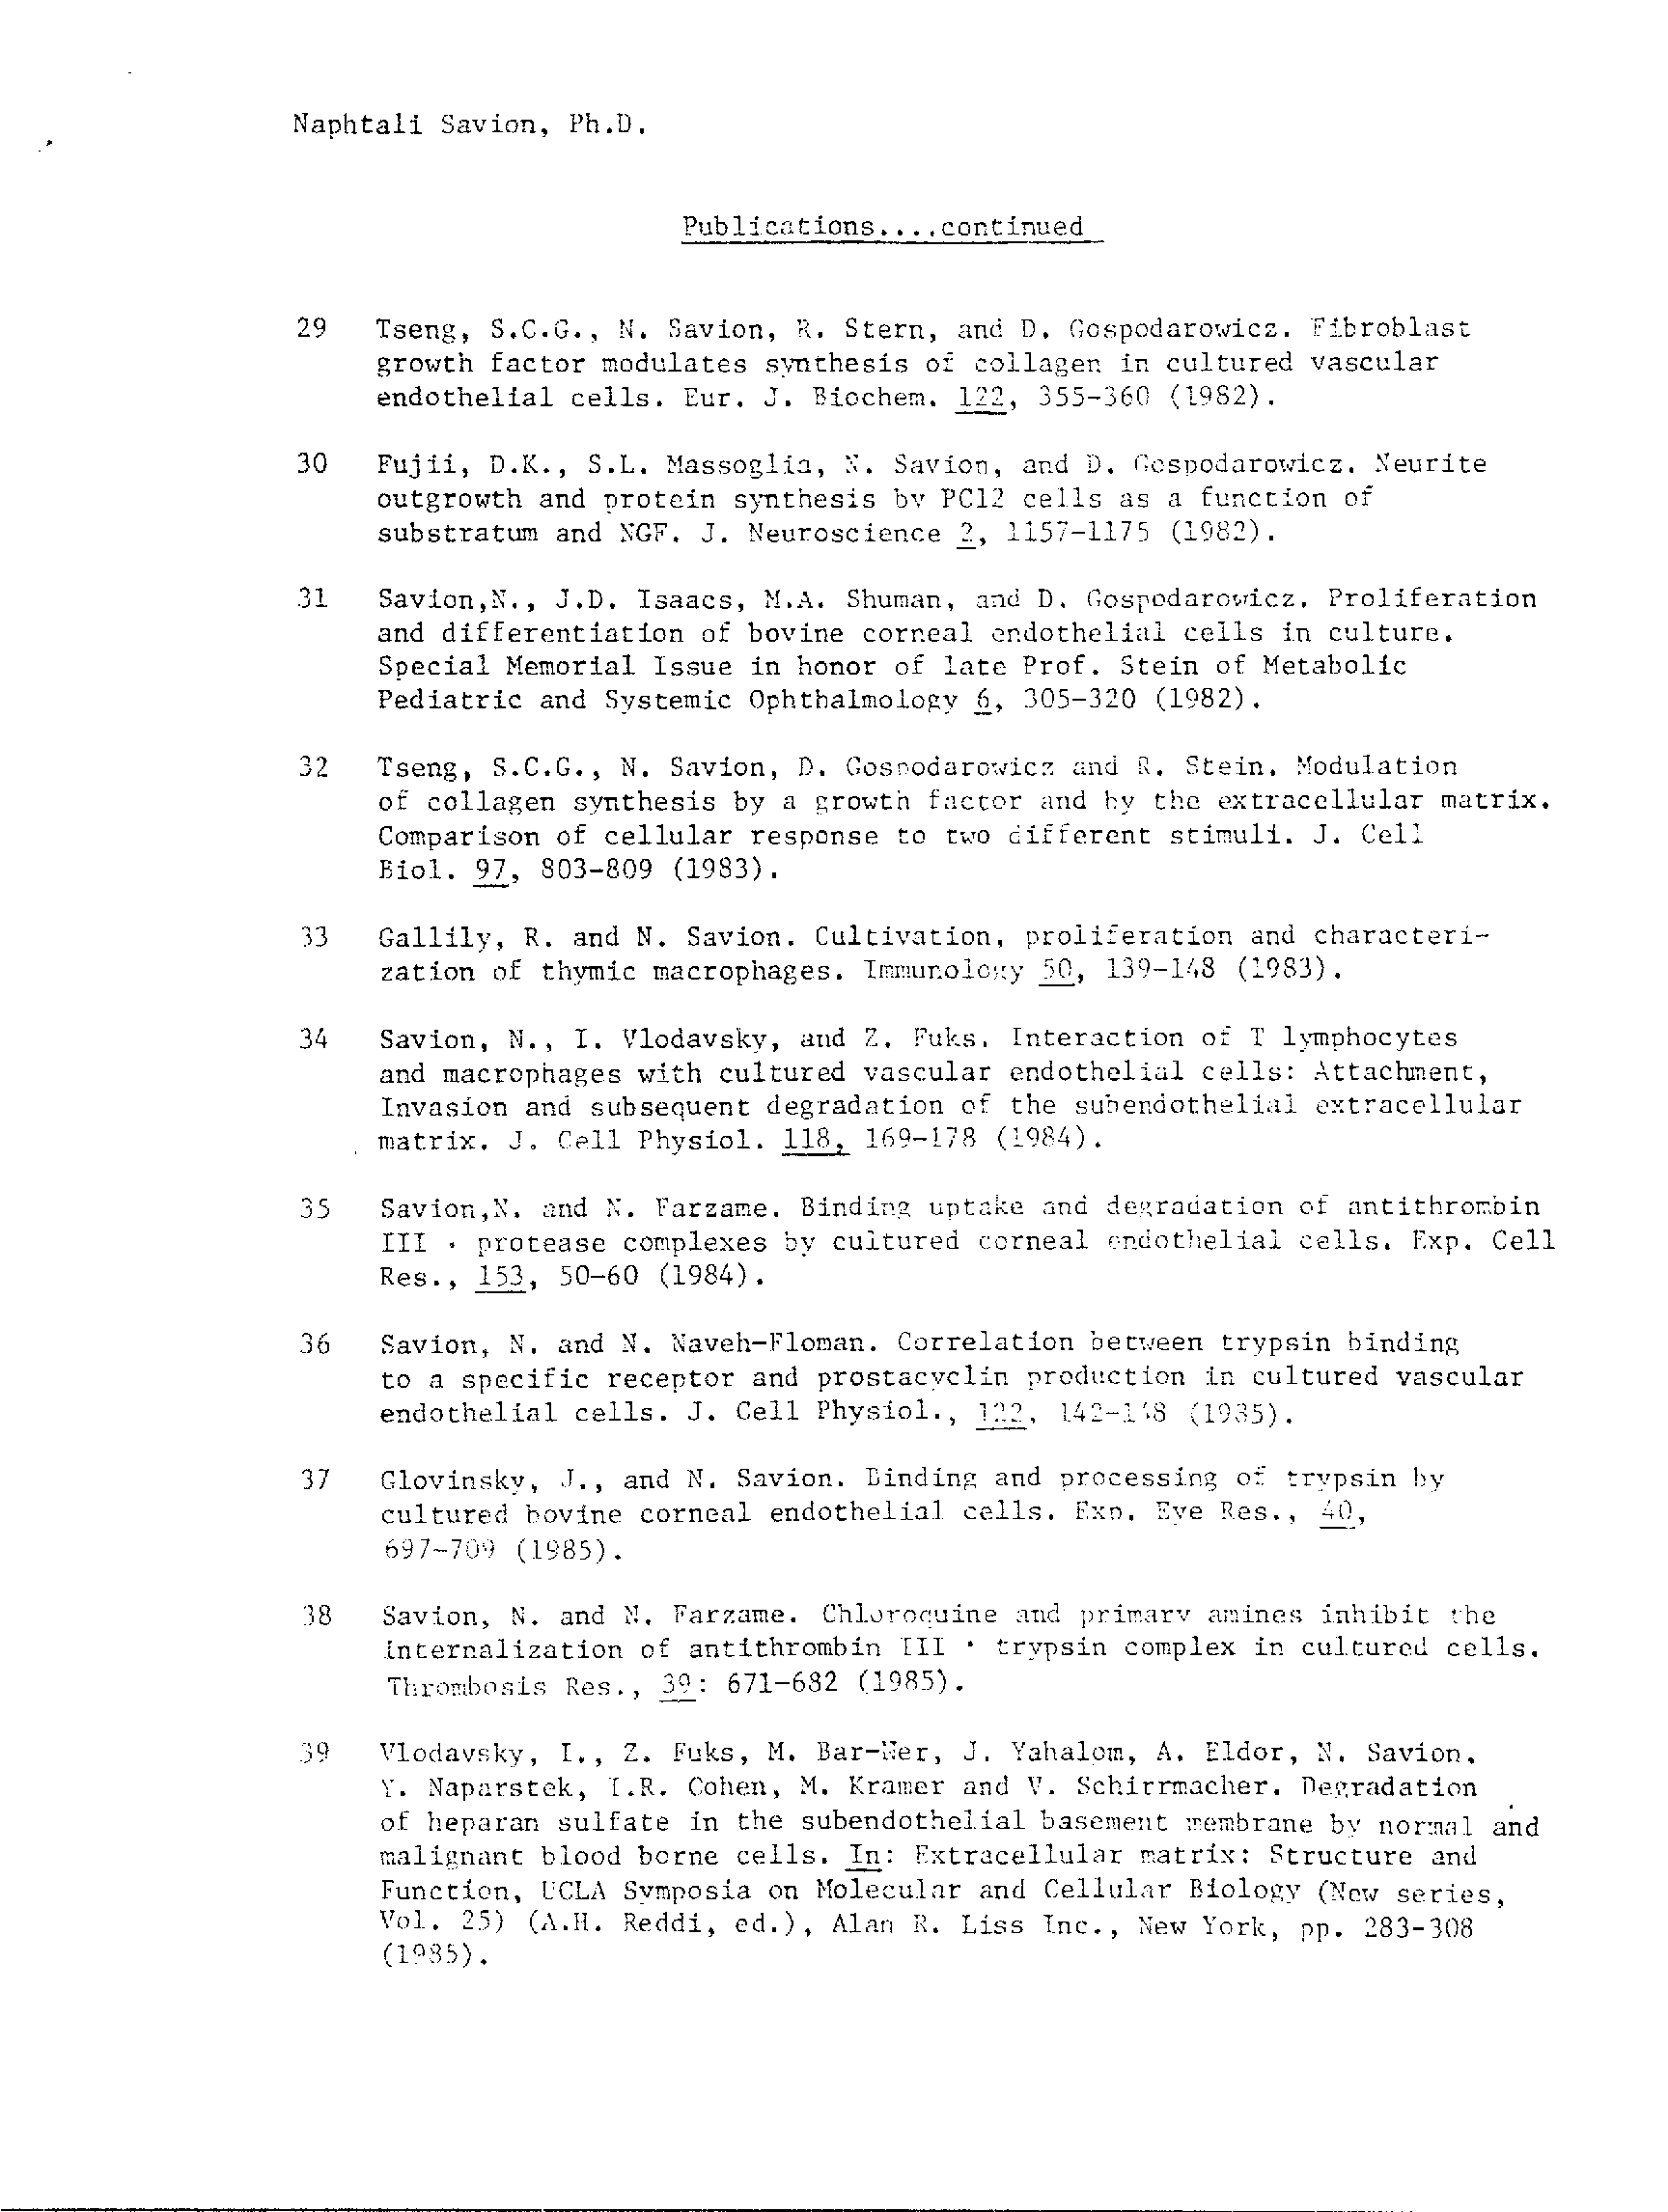 Naphtali Savion, Ph.D.
Publications....continued
29 Tseng, S.C.G., N. Savion, R. Stern, and D. Gospodarowicz. Fibroblast
growth factor modulates synthesis of collagen in cultured vascular
endothelial cells. Eur. J. Biochem. 122, 355-360 (1982).
30 Fujii, D.K., S.L. Massoglia, N. Savion, and D. Gospodarowicz. Neurite
outgrowth and protein synthesis by PC12 cells as a function of
substratum and NGF. J. Neuroscience 2, 1157-1175 (1982).
31 Savion,N., J.D. Isaacs, M.A. Shuman, and D. Gospodarowicz. Proliferation
and differentiation of bovine corneal endothelial cells in culture.
Special Memorial Issue in honor of late Prof. Stein of Metabolic
Pediatric and Systemic Ophthalmology 6, 305-320 (1982).
32 Tseng, S.C.G., N. Savion, D. Gospodarowicz and R. Stein. Modulation
of collagen synthesis by a growth factor and by the extracellular matrix.
Comparison of cellular response to two different stimuli. J. Cell
Biol. 97, 803-809 (1983).
33 Gallily, R. and N. Savion. Cultivation, proliferation and characteri-
zation of thymic macrophages. Immunology 50, 139-148 (1983).
34 Savion, N., I. Vlodavsky, and Z. Fuks. Interaction of T lymphocytes
and macrophages with cultured vascular endothelial cells: Attachment,
Invasion and subsequent degradation of the subendothelial extracellular
matrix. J. Cell Physiol. 118, 169-178 (1984).
35 Savion,N. and N. Farzame. Binding uptake and degradation of antithrombin
III · protease complexes by cultured corneal endothelial cells. Exp. Cell
Res., 153, 50-60 (1984).
36 Savion, N. and N. Naveh-Floman. Correlation between trypsin binding
to a specific receptor and prostacyclin production in cultured vascular
endothelial cells. J. Cell Physiol., 122, 142-148 (1985).
37 Glovinsky, J., and N. Savion. Binding and processing of trypsin by
cultured bovine corneal endothelial cells. Exp. Eye Res., 40,
697-709 (1985).
38 Savion, N. and N. Farzame. Chloroquine and primary amines inhibit the
internalization of antithrombin III · trypsin complex in cultured cells.
Thrombosis Res., 39: 671-682 (1985).
39 Vlodavsky, I., Z. Fuks, M. Bar-Ner, J. Yahalom, A. Eldor, N. Savion,
Y. Naparstek, I.R. Cohen, M. Kramer and V. Schirrmacher. Degradation
of heparan sulfate in the subendothelial basement membrane by normal and
malignant blood borne cells. In: Extracellular matrix: Structure and
Function, UCLA Symposia on Molecular and Cellular Biology (New series,
Vol. 25) (A.H. Reddi, ed.), Alan R. Liss Inc., New York, pp. 283-308
(1985).